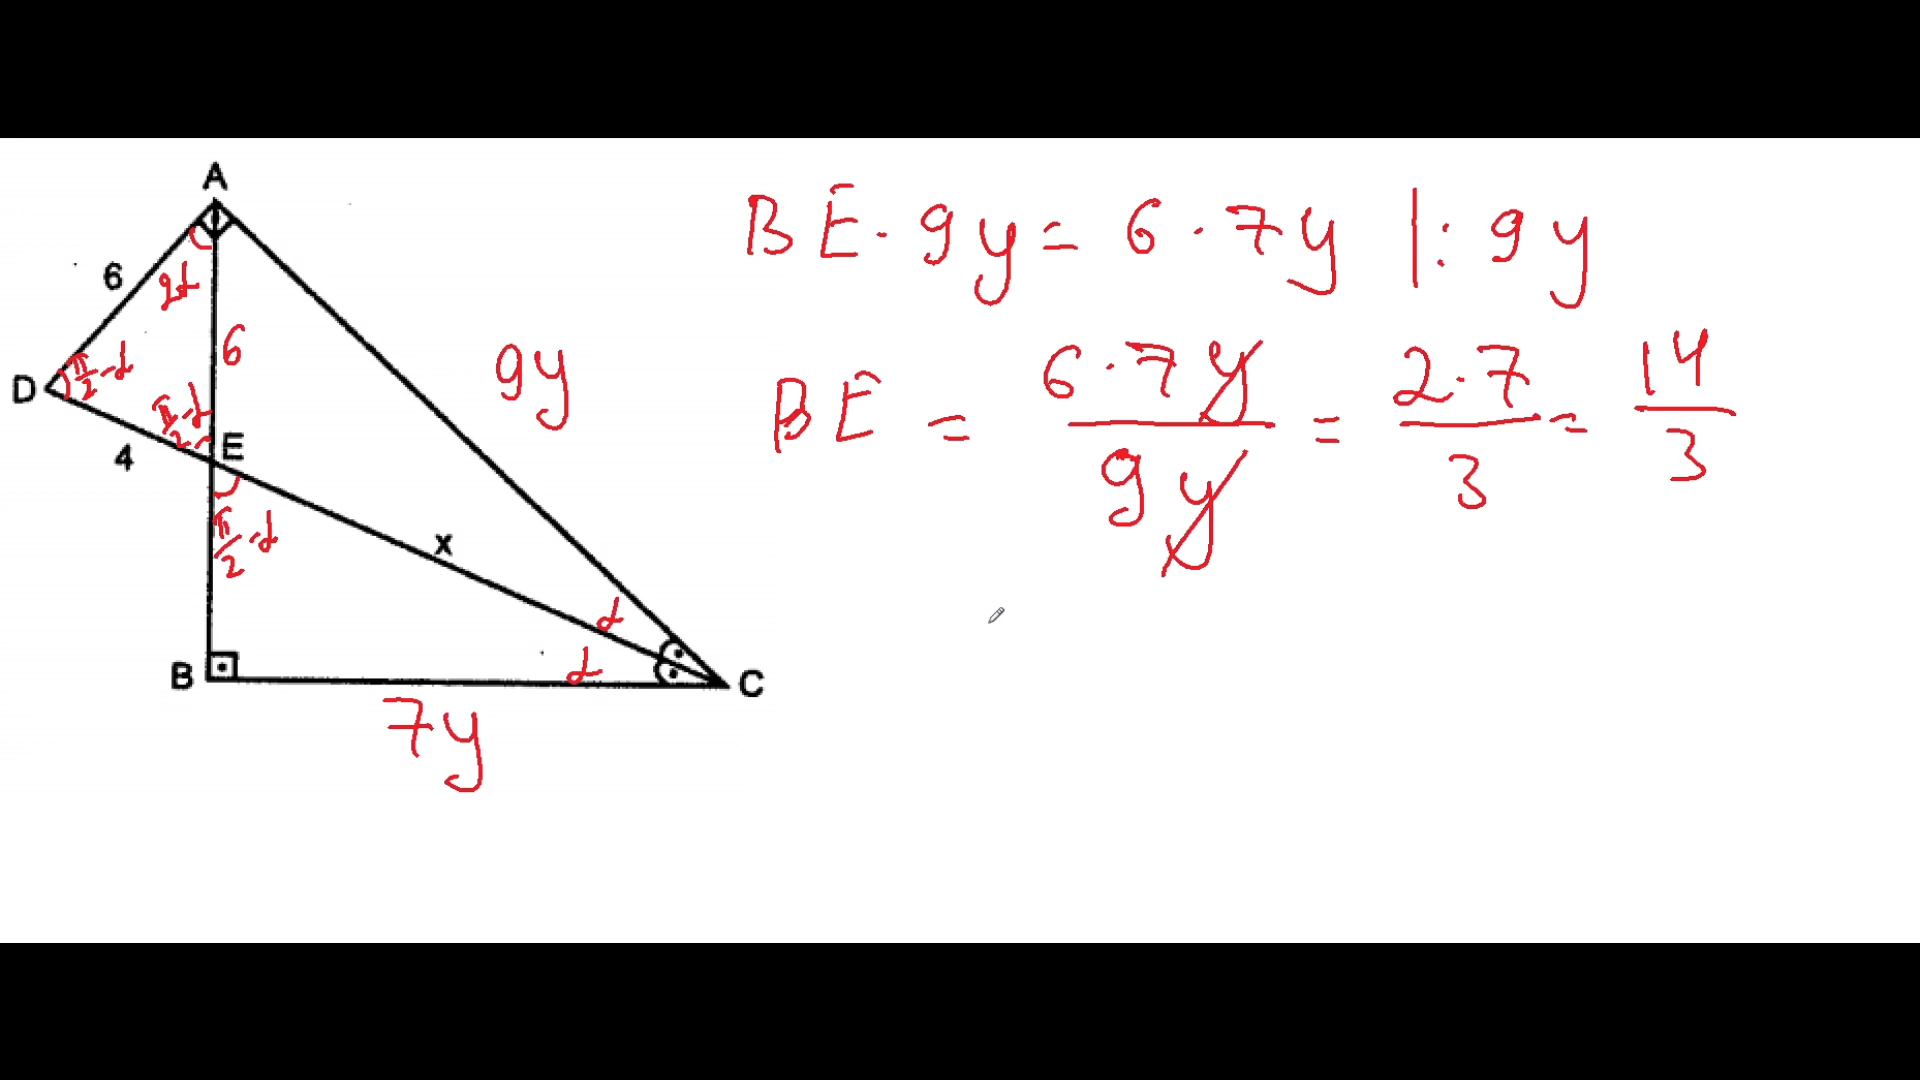 A
6
2α
6
D
π/2 - α
π/2 - α
E
4
π/2 - α
x
9y
α
α
B
C
7y
BE · 9y = 6 · 7y |: 9y
BE = 6 · 7y / 9y = 2 · 7 / 3 = 14 / 3